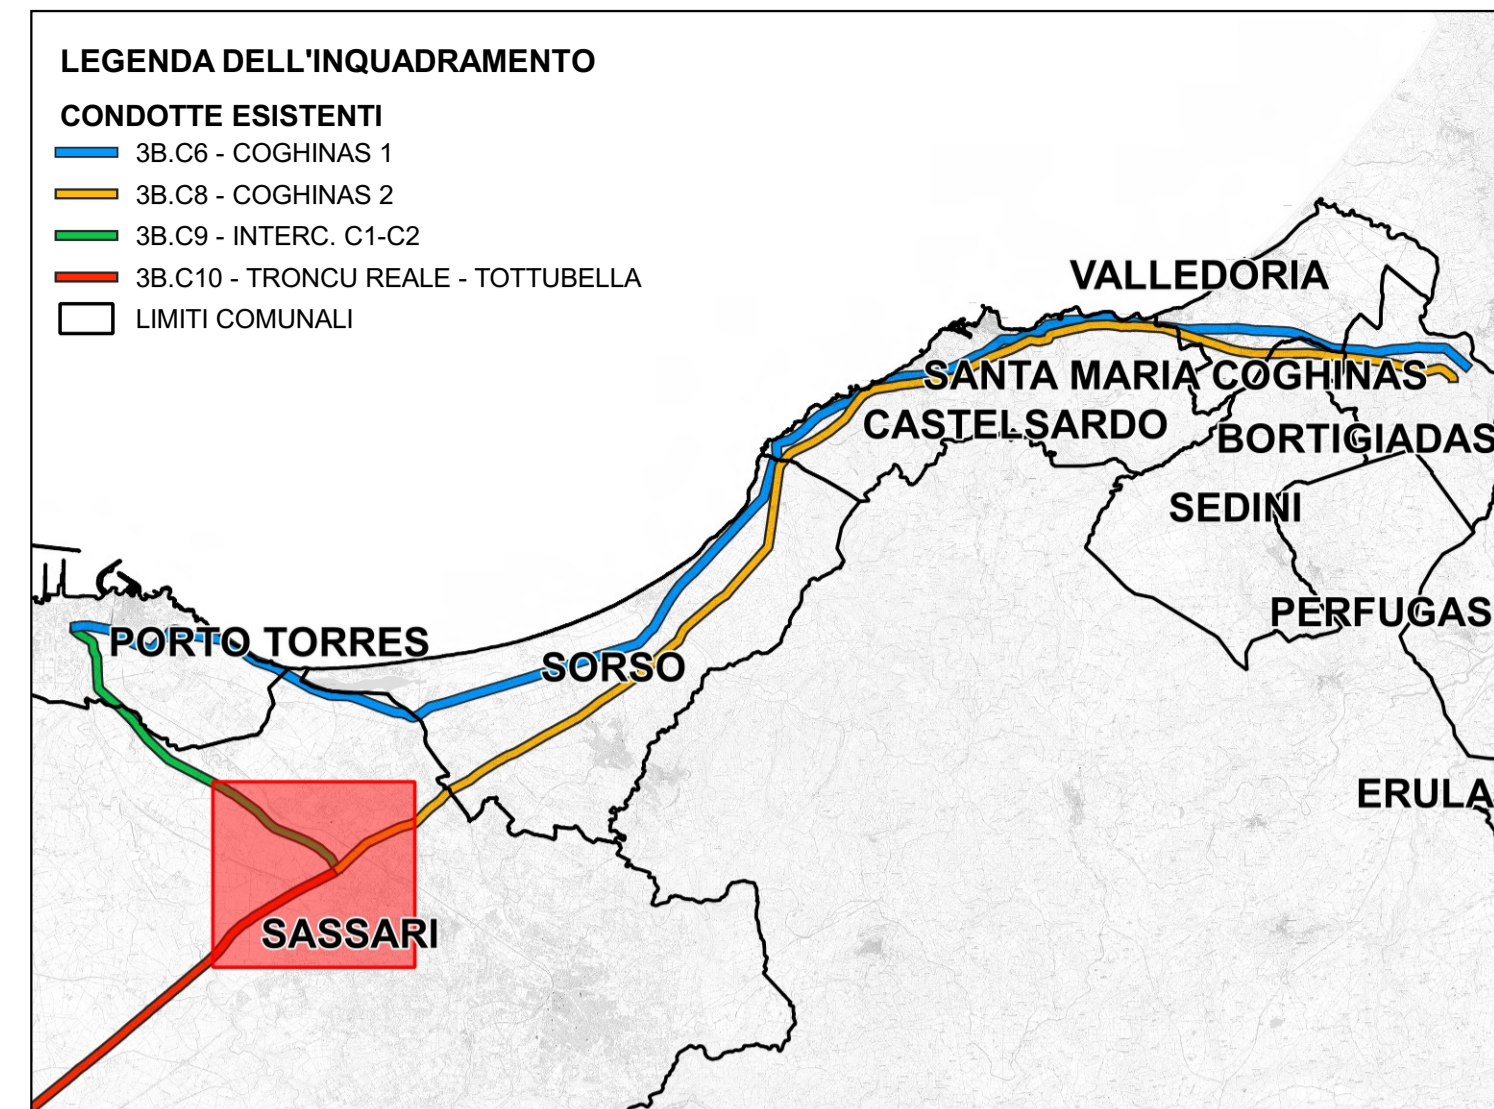 LEGENDA DELL'INQUADRAMENTO
CONDOTTE ESISTENTI
3B.C6 - COGHINAS 1
3B.C8 - COGHINAS 2
3B.C9 - INTERC. C1-C2
3B.C10 - TRONCU REALE - TOTTUBELLA
LIMITI COMUNALI
VALLEDORIA
SANTA MARIA COGHINAS
CASTELSARDO
BORTIGIADAS
SEDINI
PERFUGAS
PORTO TORRES
SORSO
ERULA
SASSARI